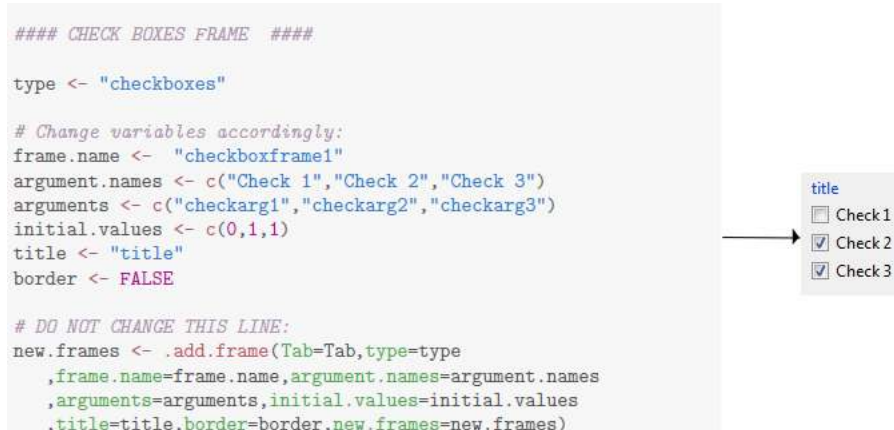 #### CHECK BOXES FRAME ####
type <- "checkboxes"
# Change variables accordingly:
frame.name <- "checkboxframe1"
argument.names <- c("Check 1","Check 2","Check 3")
arguments <- c("checkarg1","checkarg2","checkarg3")
initial.values <- c(0,1,1)
title <- "title"
border <- FALSE
# DO NOT CHANGE THIS LINE:
new.frames <- .add.frame(Tab=Tab,type=type
,frame.name=frame.name,argument.names=argument.names
,arguments=arguments,initial.values=initial.values
,title=title,border=border,new.frames=new.frames)
title
Check 1
Check 2
Check 3